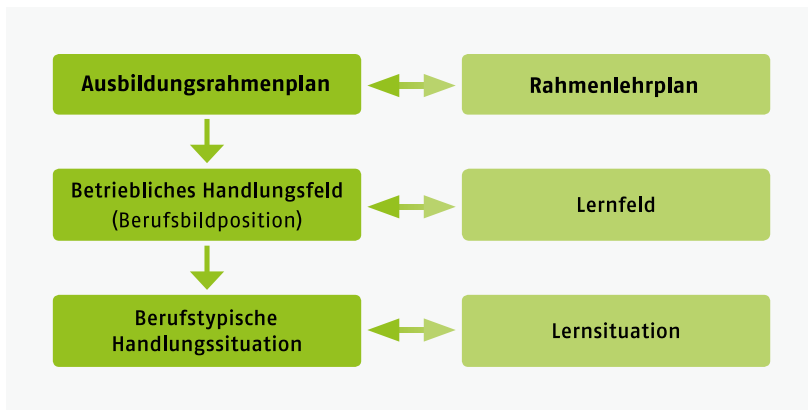 Ausbildungsrahmenplan
Rahmenlehrplan
Betriebliches Handlungsfeld
(Berufsbildposition)
Lernfeld
Berufstypische
Handlungssituation
Lernsituation